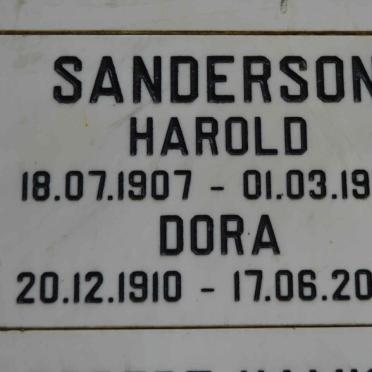 SANDERSON
HAROLD
18.07.1907 - 01.03.19
DORA
20.12.1910 - 17.06.20